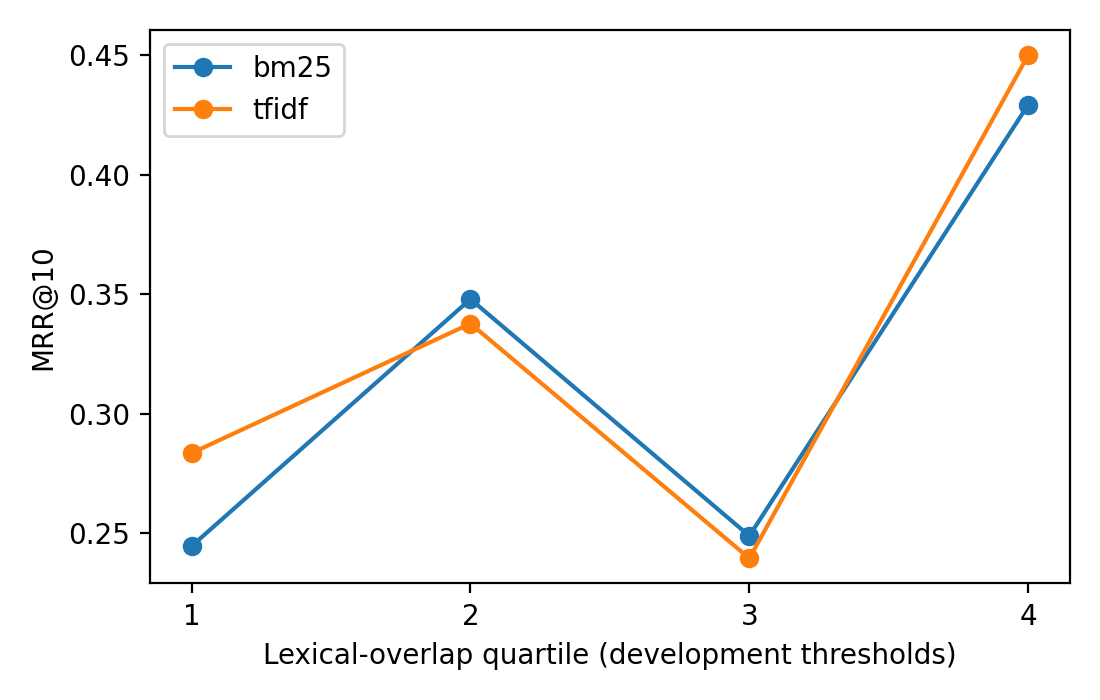 bm25
tfidf
0.45
0.40
0.35
0.30
0.25
MRR@10
1 2 3 4
Lexical-overlap quartile (development thresholds)